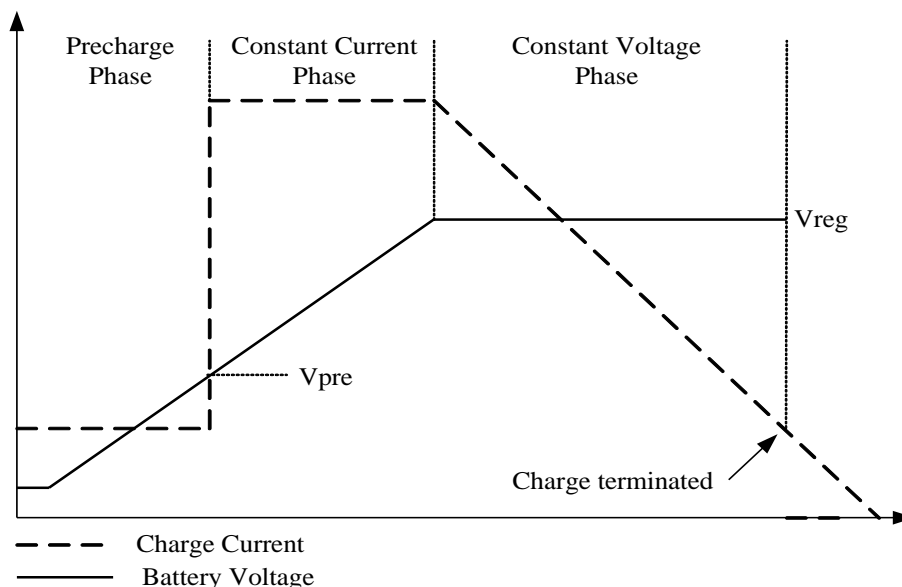 Precharge
Phase
Constant Current
Phase
Constant Voltage
Phase
Vreg
Vpre
Charge terminated
Charge Current
Battery Voltage